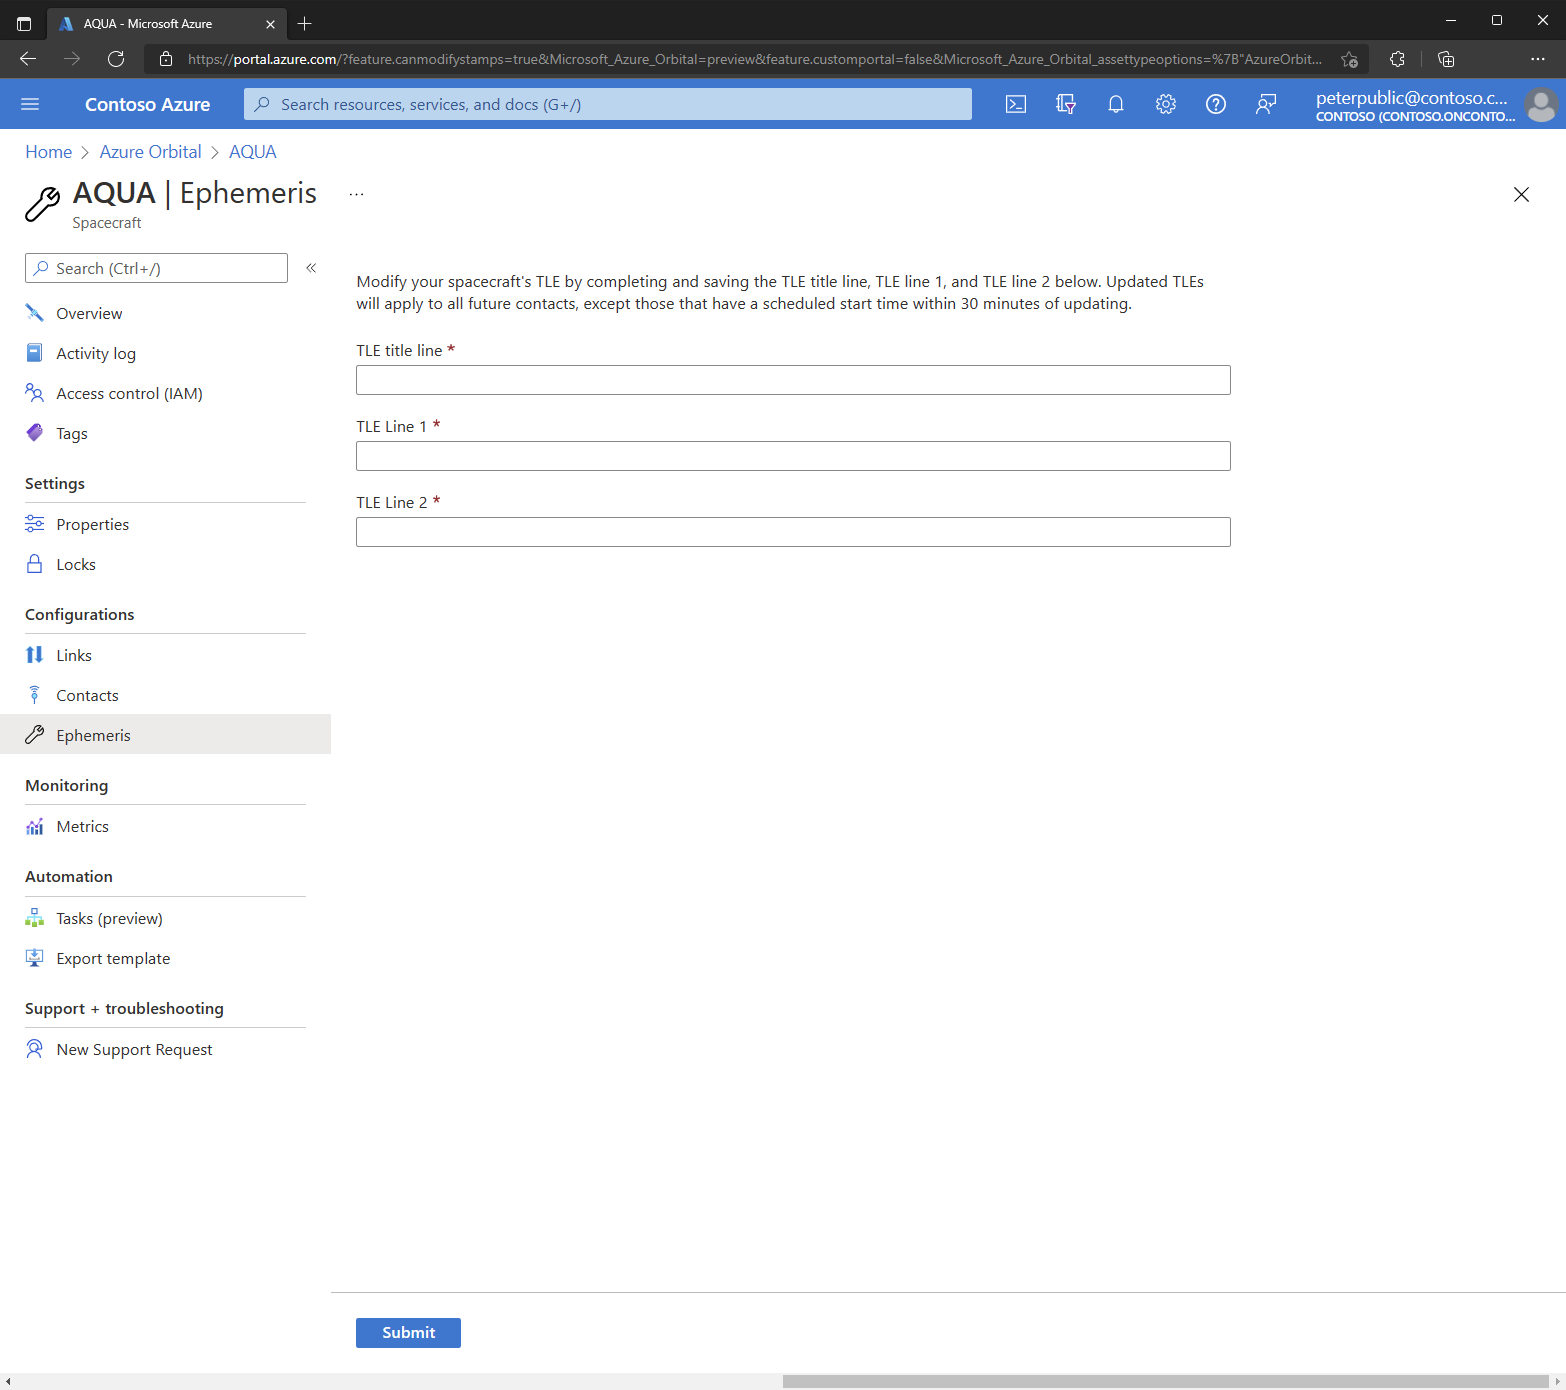 AQUA - Microsoft Azure
https://portal.azure.com/?feature.canmodifystamps=true&Microsoft_Azure_Orbital=preview&feature.customportal=false&Microsoft_Azure_Orbital_assettypeoptions=%7B"AzureOrbit...
Contoso Azure
Search resources, services, and docs (G+/)
peterpublic@contoso.c...
CONTOSO (CONTOSO.ONCONTO...
Home > Azure Orbital > AQUA
AQUA | Ephemeris ...
Spacecraft
Search (Ctrl+/)
«
Overview
Activity log
Access control (IAM)
Tags
Settings
Properties
Locks
Configurations
Links
Contacts
Ephemeris
Monitoring
Metrics
Automation
Tasks (preview)
Export template
Support + troubleshooting
New Support Request
Modify your spacecraft's TLE by completing and saving the TLE title line, TLE line 1, and TLE line 2 below. Updated TLEs
will apply to all future contacts, except those that have a scheduled start time within 30 minutes of updating.
TLE title line *
TLE Line 1 *
TLE Line 2 *
Submit